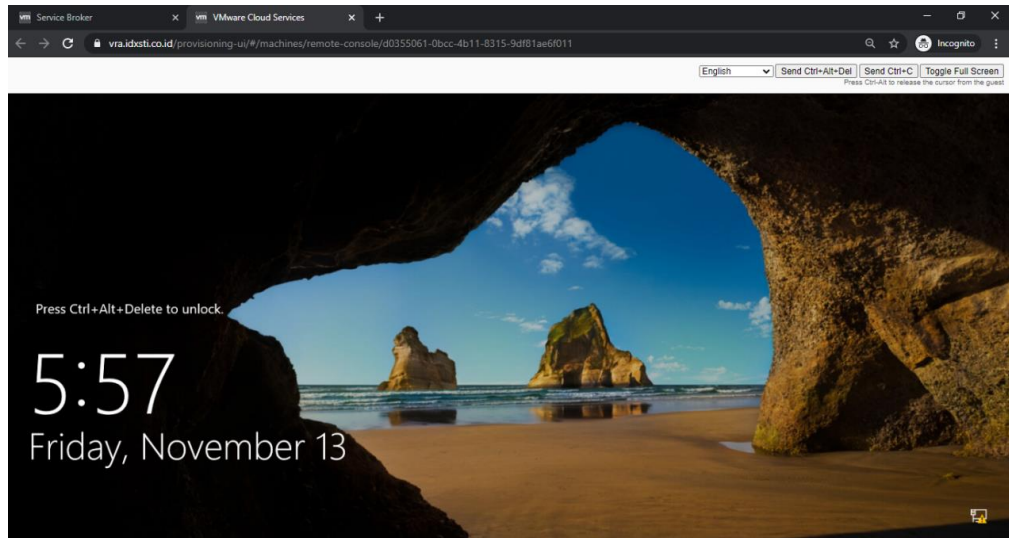 vm Service Broker
vm VMware Cloud Services
vra.idxsti.co.id/provisioning-ui/#/machines/remote-console/d0355061-0bcc-4b11-8315-9df81ae6f011
Incognito
English Send Ctrl+Alt+Del Send Ctrl+C Toggle Full Screen
Press Ctrl-Alt to release the cursor from the guest
Press Ctrl+Alt+Delete to unlock.
5:57
Friday, November 13